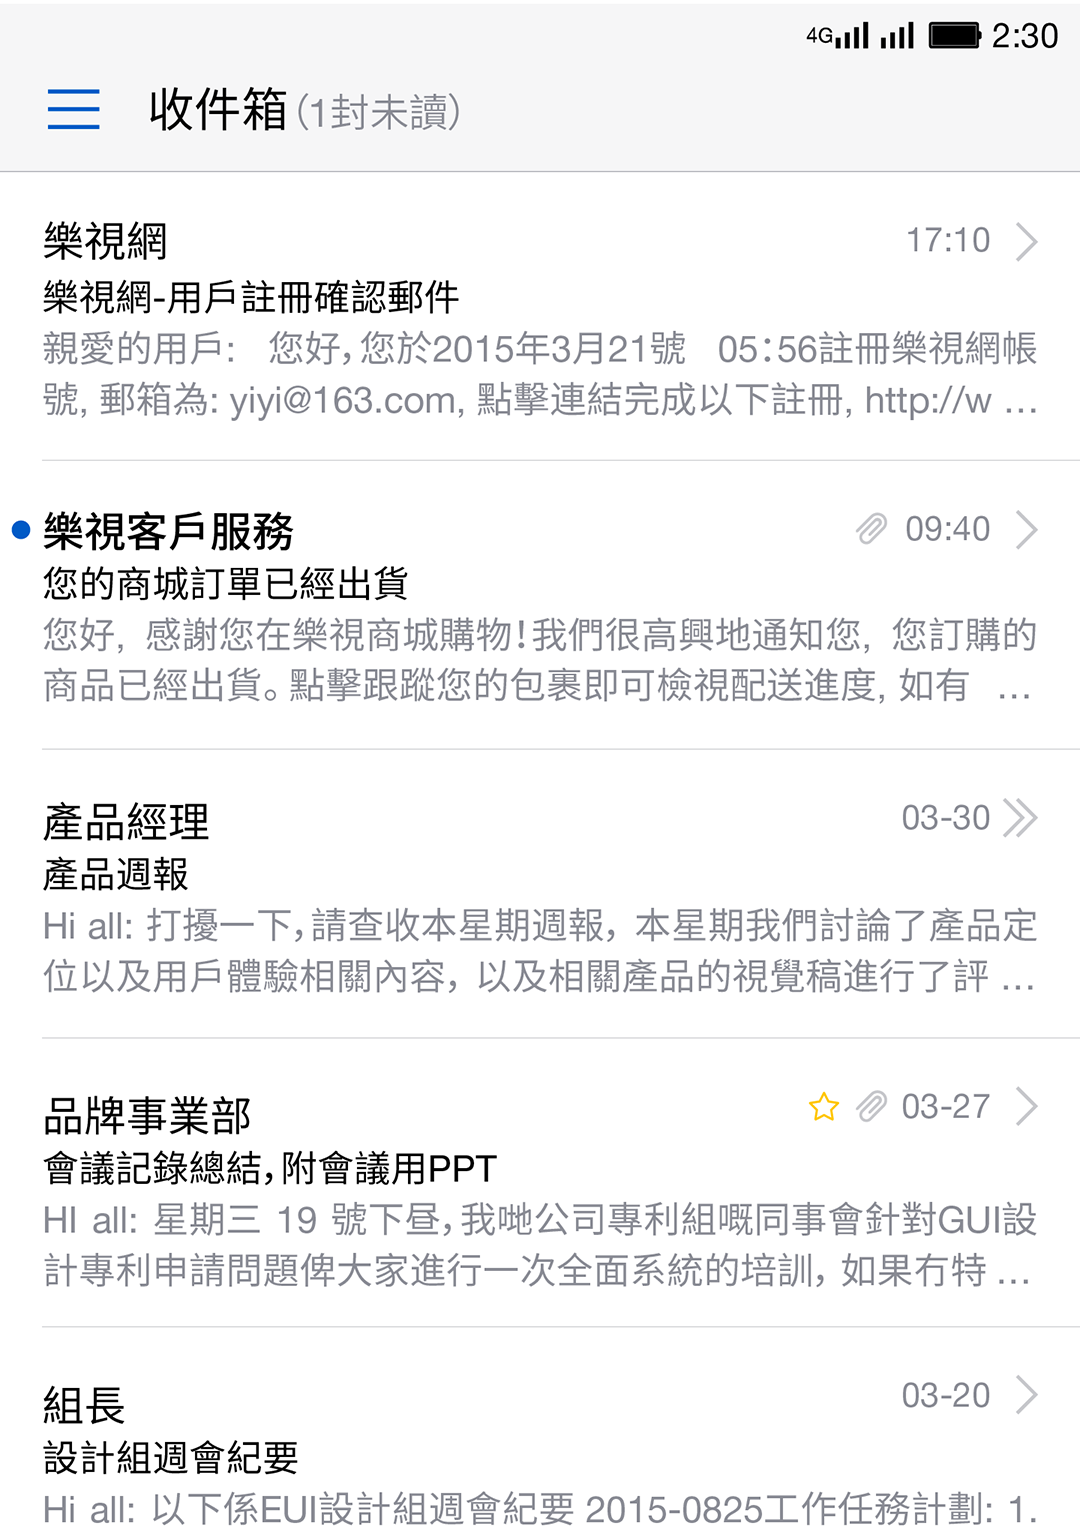 4G 2:30
收件箱(1封未讀)
樂視網 17:10
樂視網-用戶註冊確認郵件
親愛的用戶: 您好,您於2015年3月21號 05:56註冊樂視網帳
號, 郵箱為: yiyi@163.com, 點擊連結完成以下註冊, http://w ...
樂視客戶服務 09:40
您的商城訂單已經出貨
您好, 感謝您在樂視商城購物!我們很高興地通知您, 您訂購的
商品已經出貨。點擊跟蹤您的包裹即可檢視配送進度, 如有 ...
產品經理 03-30
產品週報
Hi all: 打擾一下,請查收本星期週報, 本星期我們討論了產品定
位以及用戶體驗相關內容, 以及相關產品的視覺稿進行了評 ...
品牌事業部 03-27
會議記錄總結,附會議用PPT
HI all: 星期三 19 號下昼,我哋公司專利組嘅同事會針對GUI設
計專利申請問題俾大家進行一次全面系統的培訓, 如果冇特 ...
組長 03-20
設計組週會紀要
Hi all: 以下係EUI設計組週會紀要 2015-0825工作任務計劃: 1.